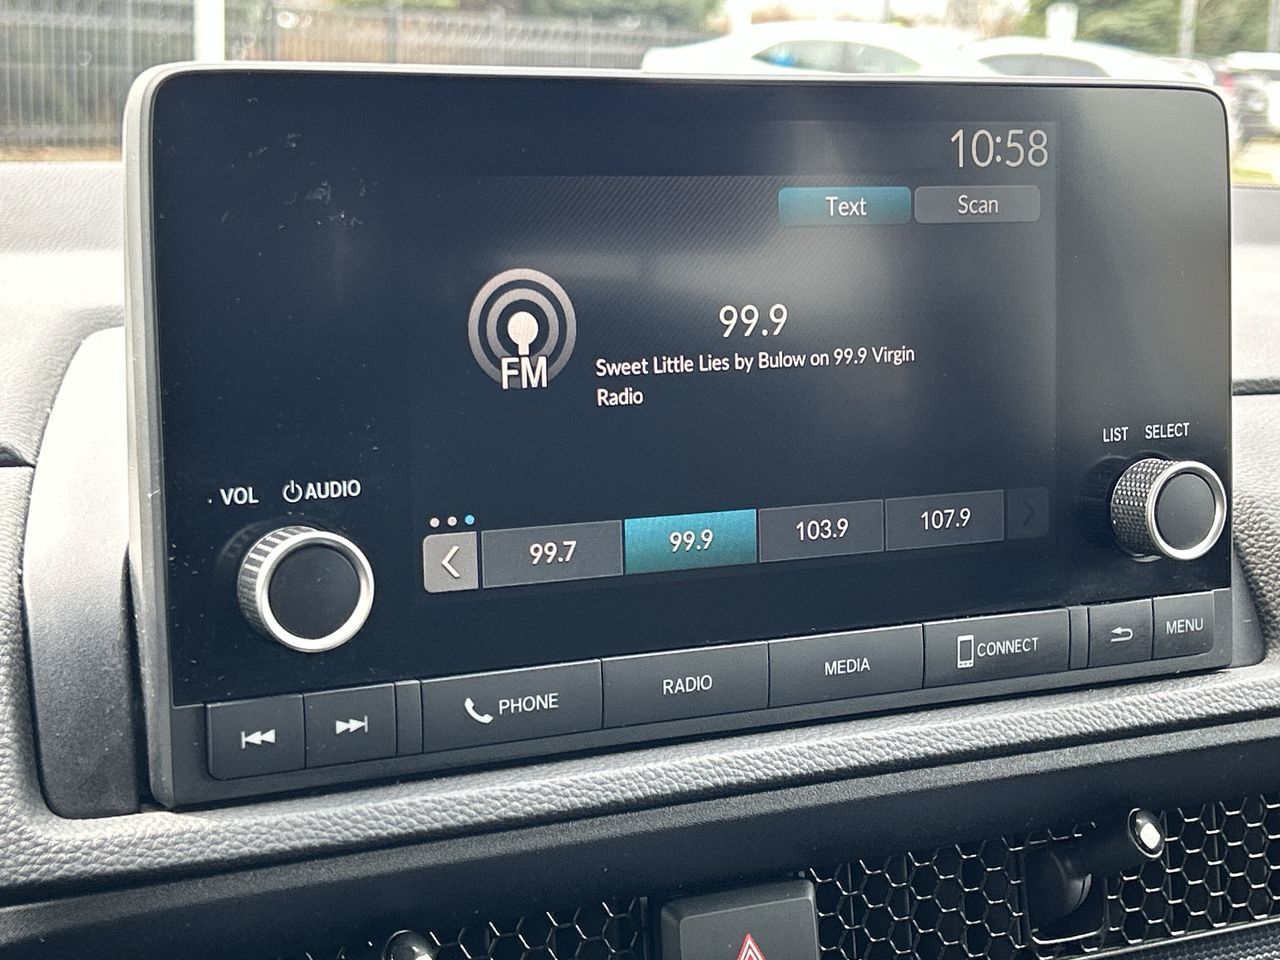 10:58
Text Scan
99.9
FM
Sweet Little Lies by Bulow on 99.9 Virgin
Radio
LIST SELECT
VOL AUDIO
99.7 99.9 103.9 107.9
PHONE RADIO MEDIA CONNECT MENU